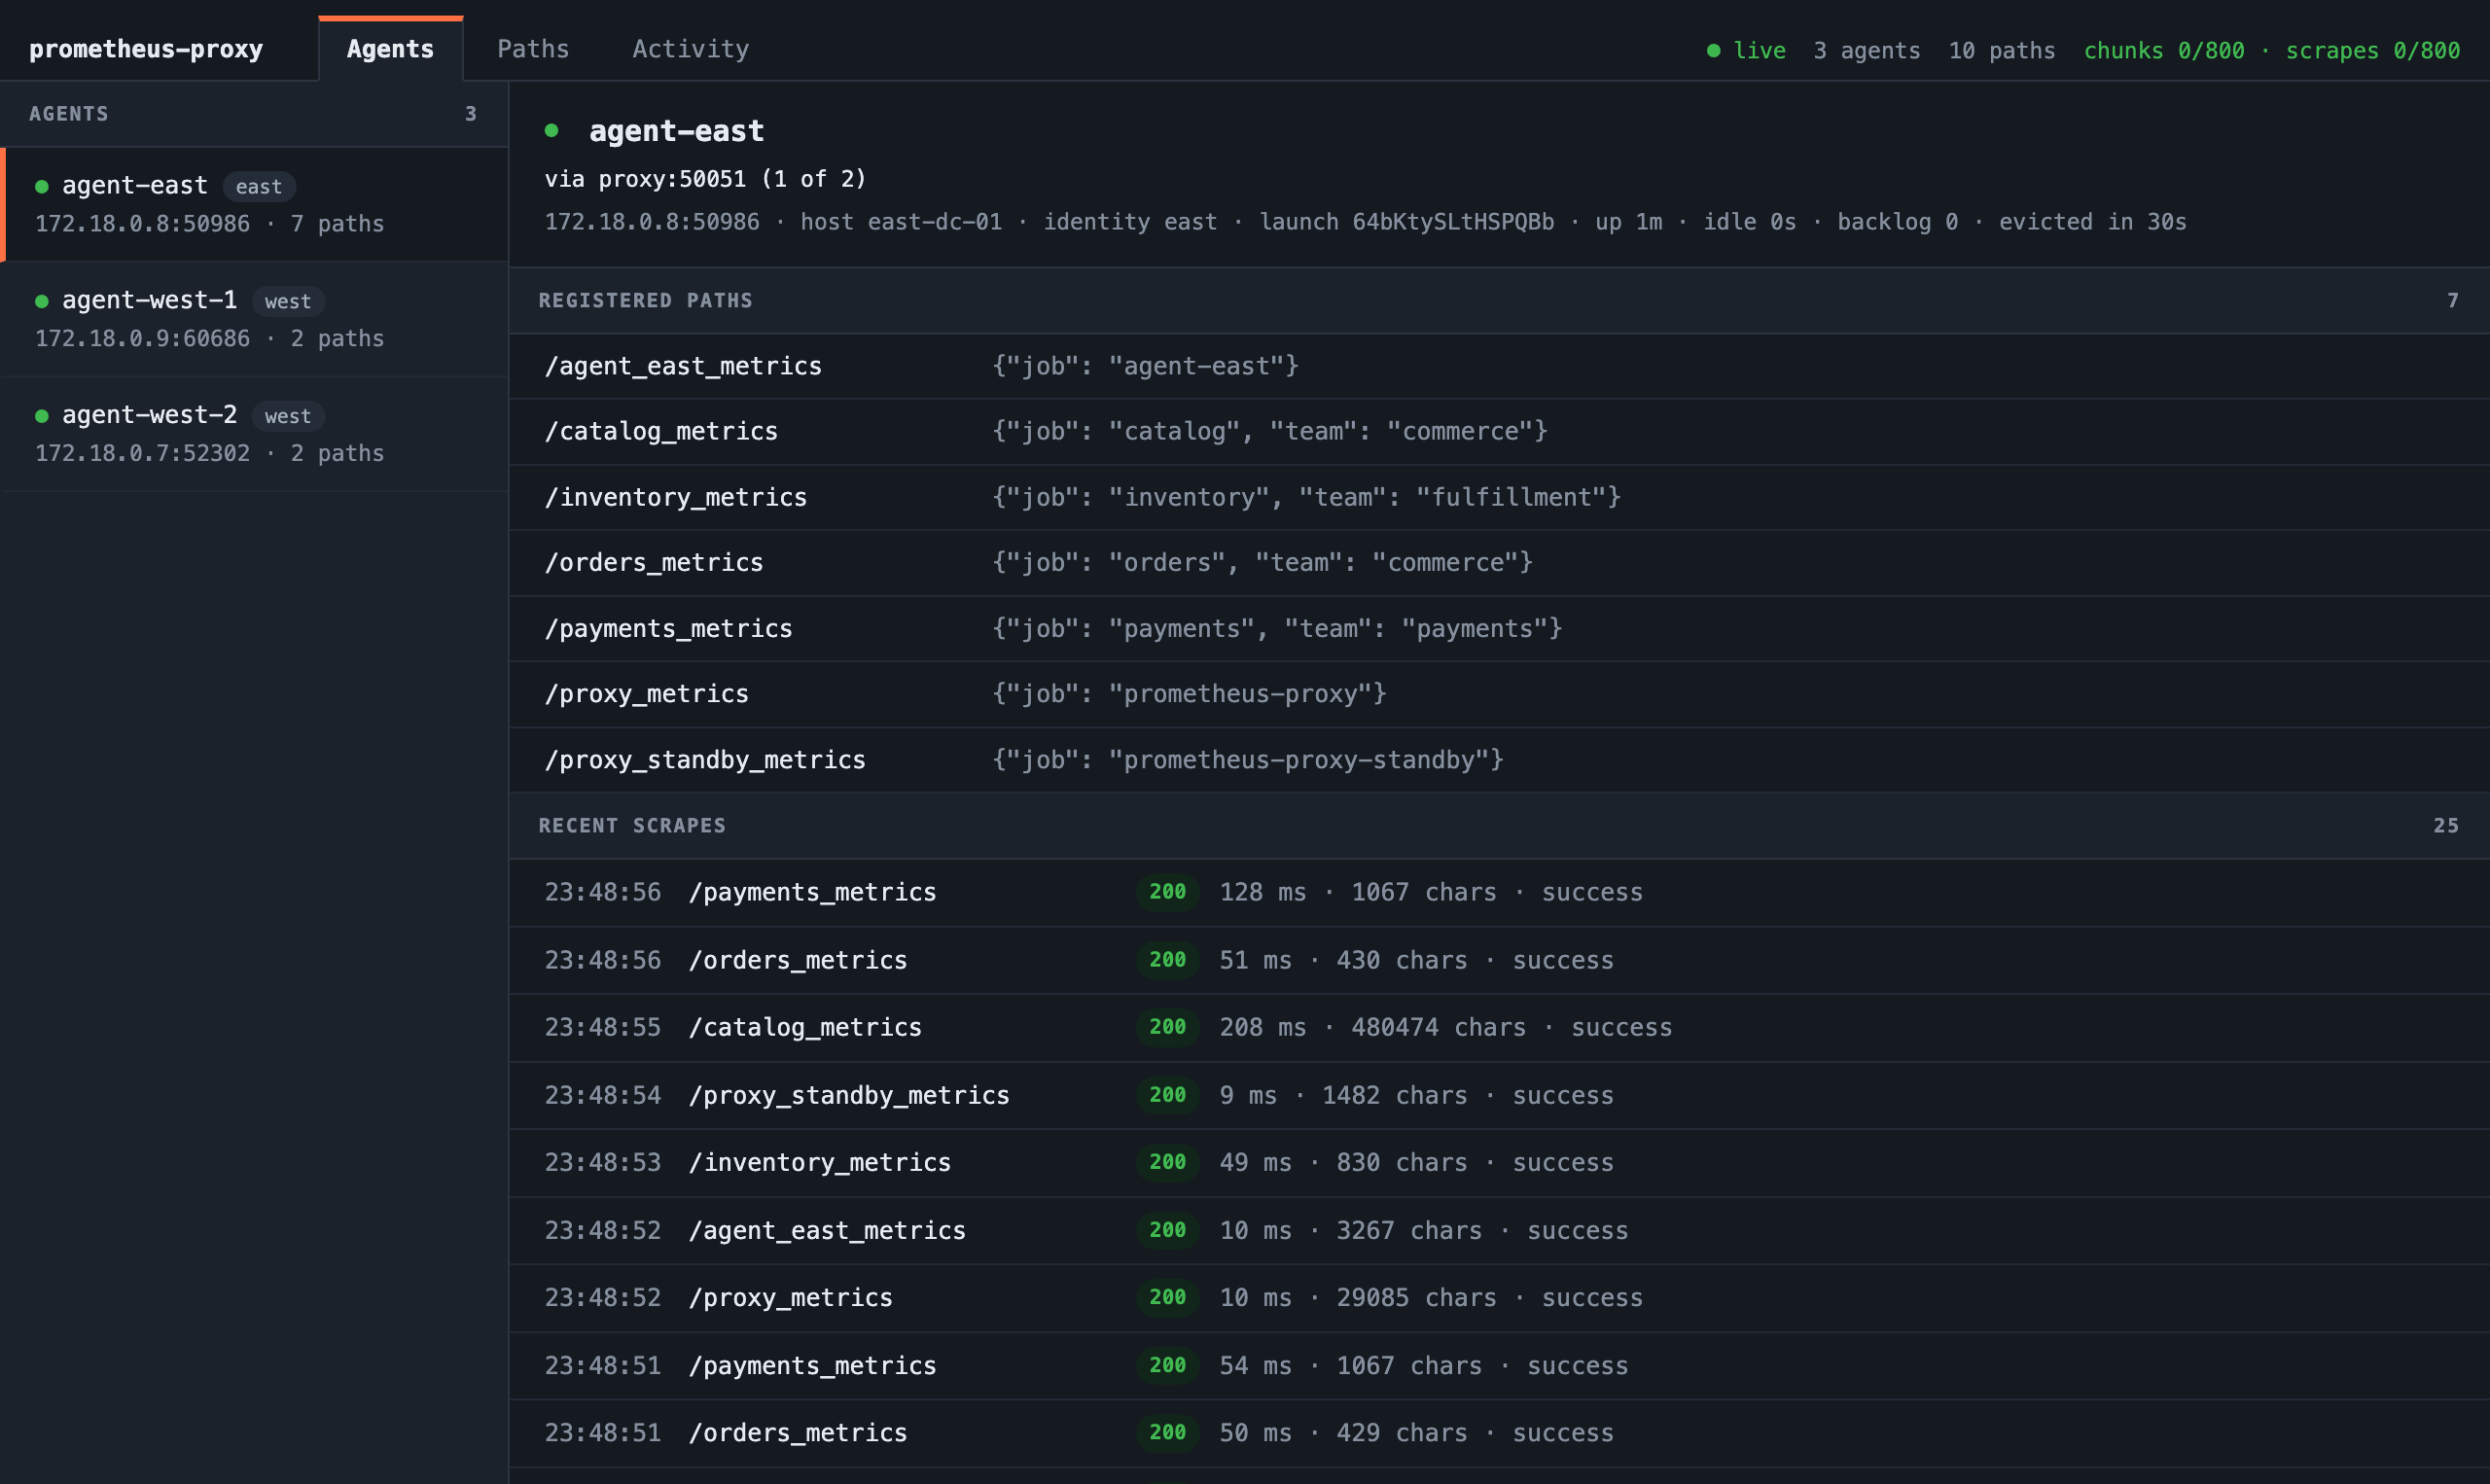 prometheus-proxy Agents Paths Activity live 3 agents 10 paths chunks 0/800 · scrapes 0/800
AGENTS 3
agent-east east
172.18.0.8:50986 · 7 paths
agent-west-1 west
172.18.0.9:60686 · 2 paths
agent-west-2 west
172.18.0.7:52302 · 2 paths
agent-east
via proxy:50051 (1 of 2)
172.18.0.8:50986 · host east-dc-01 · identity east · launch 64bKtySLtHSPQBb · up 1m · idle 0s · backlog 0 · evicted in 30s
REGISTERED PATHS 7
/agent_east_metrics {"job": "agent-east"}
/catalog_metrics {"job": "catalog", "team": "commerce"}
/inventory_metrics {"job": "inventory", "team": "fulfillment"}
/orders_metrics {"job": "orders", "team": "commerce"}
/payments_metrics {"job": "payments", "team": "payments"}
/proxy_metrics {"job": "prometheus-proxy"}
/proxy_standby_metrics {"job": "prometheus-proxy-standby"}
RECENT SCRAPES 25
23:48:56 /payments_metrics 200 128 ms · 1067 chars · success
23:48:56 /orders_metrics 200 51 ms · 430 chars · success
23:48:55 /catalog_metrics 200 208 ms · 480474 chars · success
23:48:54 /proxy_standby_metrics 200 9 ms · 1482 chars · success
23:48:53 /inventory_metrics 200 49 ms · 830 chars · success
23:48:52 /agent_east_metrics 200 10 ms · 3267 chars · success
23:48:52 /proxy_metrics 200 10 ms · 29085 chars · success
23:48:51 /payments_metrics 200 54 ms · 1067 chars · success
23:48:51 /orders_metrics 200 50 ms · 429 chars · success